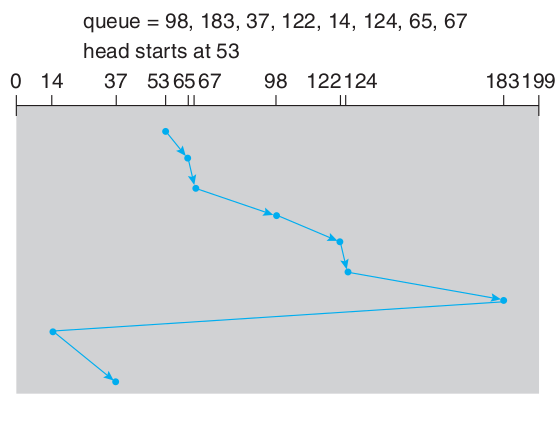 queue = 98, 183, 37, 122, 14, 124, 65, 67
head starts at 53
0 14 37 53 65 67 98 122 124 183 199